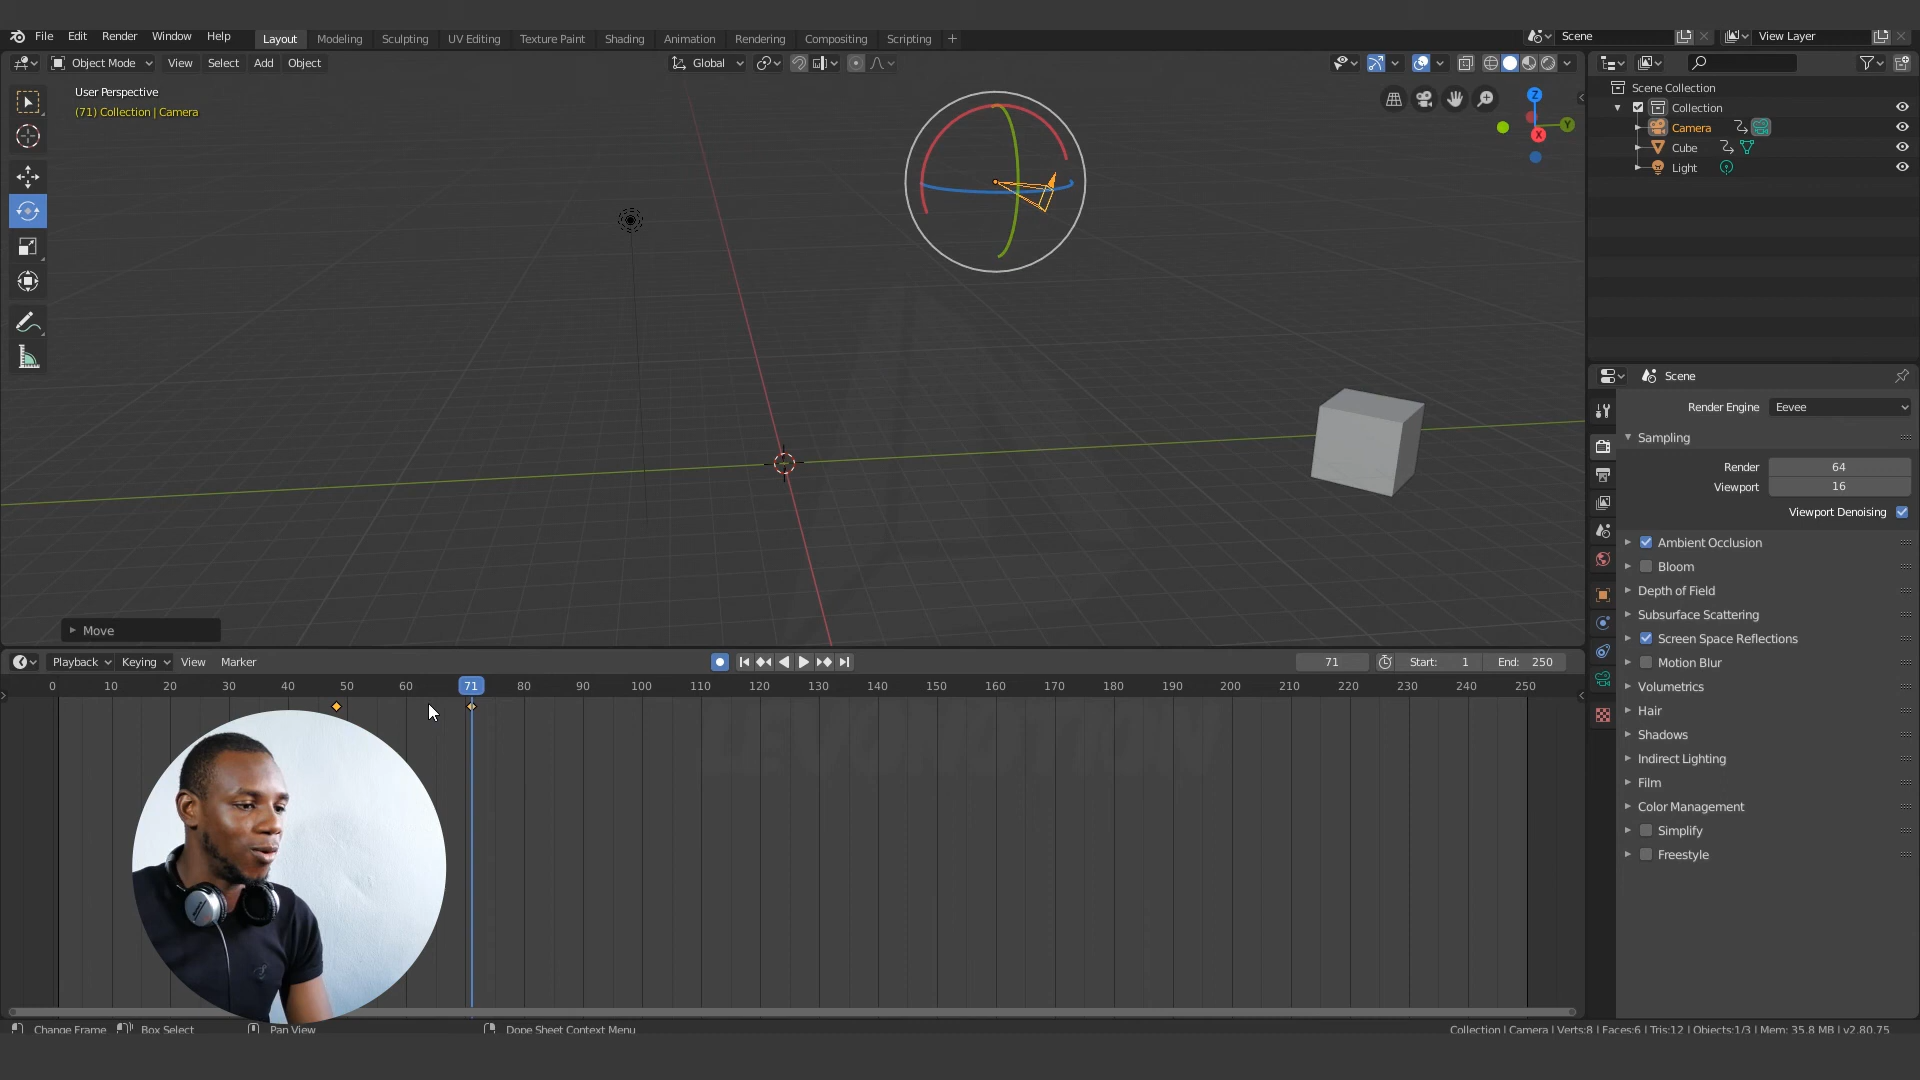 File Edit Render Window Help Layout Modeling Sculpting UV Editing Texture Paint Shading Animation Rendering Compositing Scripting + Scene View Layer
Object Mode View Select Add Object Global
User Perspective
(71) Collection | Camera
Z
Y
X
Scene Collection
Collection
Camera
Cube
Light
Scene
Render Engine Eevee
Sampling
Render 64
Viewport 16
Viewport Denoising
Ambient Occlusion
Bloom
Depth of Field
Subsurface Scattering
Screen Space Reflections
Motion Blur
Volumetrics
Hair
Shadows
Indirect Lighting
Film
Color Management
Simplify
Freestyle
Move
Playback Keying View Marker 71 Start: 1 End: 250
0 10 20 30 40 50 60 71 80 90 100 110 120 130 140 150 160 170 180 190 200 210 220 230 240 250
Change Frame Box Select Pan View Dope Sheet Context Menu Collection | Camera | Verts:8 | Faces:6 | Tris:12 | Objects:1/3 | Mem: 35.8 MB | v2.80.75